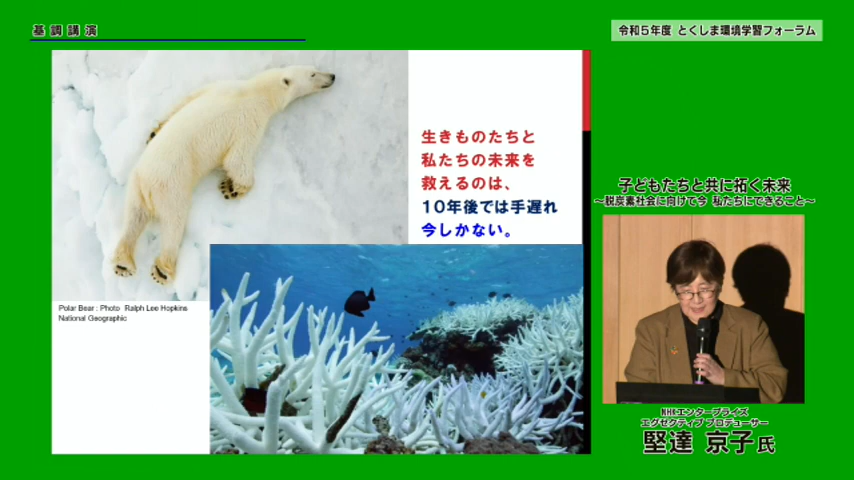 基調講演
令和5年度 とくしま環境学習フォーラム
生きものたちと
私たちの未来を
救えるのは、
10年後では手遅れ
今しかない。
Polar Bear : Photo Ralph Lee Hopkins
National Geographic
子どもたちと共に拓く未来
～脱炭素社会に向けて今 私たちにできること～
NHKエンタープライズ
エグゼクティブ プロデューサー
堅達 京子氏